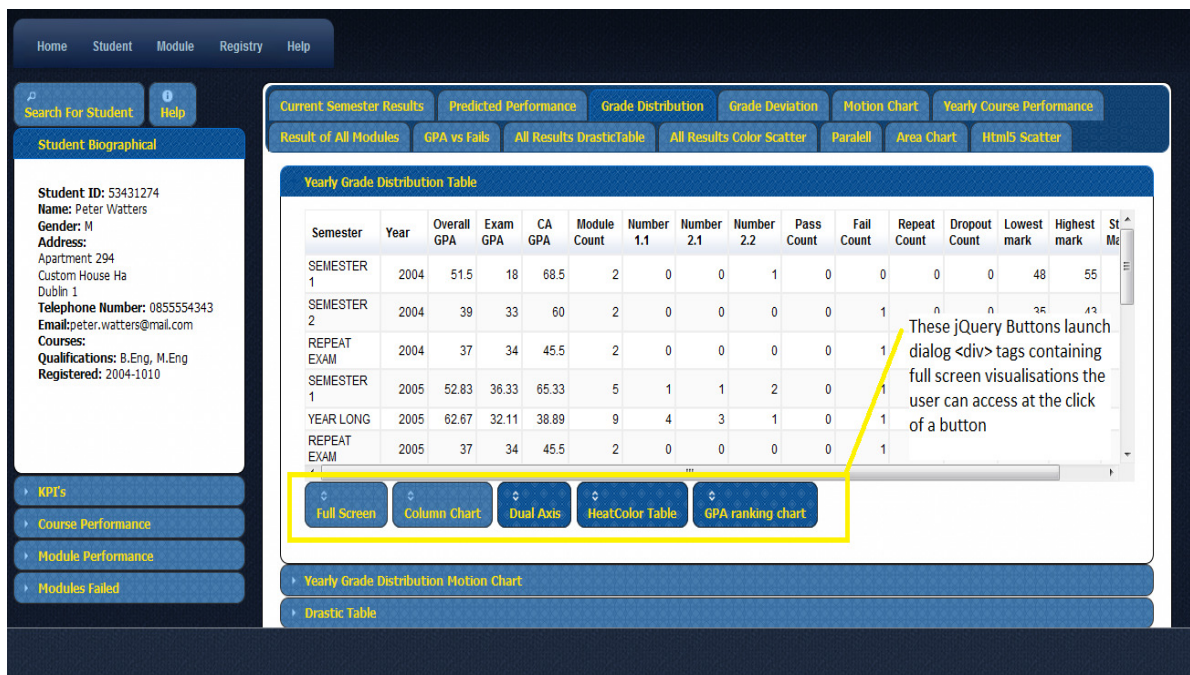 Home Student Module Registry Help
Search For Student Help
Student Biographical
Student ID: 53431274
Name: Peter Watters
Gender: M
Address:
Apartment 294
Custom House Ha
Dublin 1
Telephone Number: 0855554343
Email:peter.watters@mail.com
Courses:
Qualifications: B.Eng, M.Eng
Registered: 2004-1010
KPI's
Course Performance
Module Performance
Modules Failed
Current Semester Results Predicted Performance Grade Distribution Grade Deviation Motion Chart Yearly Course Performance
Result of All Modules GPA vs Fails All Results DrasticTable All Results Color Scatter Paralell Area Chart Html5 Scatter
Yearly Grade Distribution Table
Semester Year Overall GPA Exam GPA CA GPA Module Count Number 1.1 Number 2.1 Number 2.2 Pass Count Fail Count Repeat Count Dropout Count Lowest mark Highest mark St Ma
SEMESTER 1 2004 51.5 18 68.5 2 0 0 1 0 0 0 0 48 55
SEMESTER 2 2004 39 33 60 2 0 0 0 0 1 0 0 35 43
REPEAT EXAM 2004 37 34 45.5 2 0 0 0 0 1
SEMESTER 1 2005 52.83 36.33 65.33 5 1 1 2 0 1
YEAR LONG 2005 62.67 32.11 38.89 9 4 3 1 0 1
REPEAT EXAM 2005 37 34 45.5 2 0 0 0 0 1
These jQuery Buttons launch
dialog <div> tags containing
full screen visualisations the
user can access at the click
of a button
Full Screen Column Chart Dual Axis HeatColor Table GPA ranking chart
Yearly Grade Distribution Motion Chart
Drastic Table